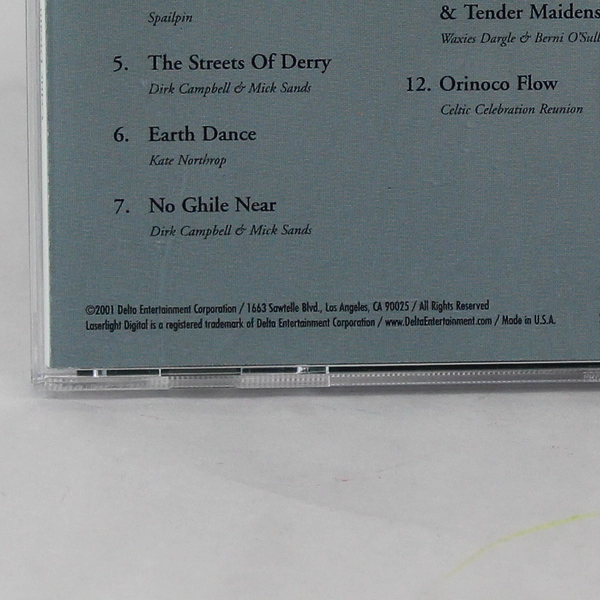 Spailpin
5. The Streets Of Derry
Dirk Campbell & Mick Sands
6. Earth Dance
Kate Northrop
7. No Ghile Near
Dirk Campbell & Mick Sands
& Tender Maidens
Waxies Dargle & Berni O'Sull
12. Orinoco Flow
Celtic Celebration Reunion
©2001 Delta Entertainment Corporation / 1663 Sawtelle Blvd., Los Angeles, CA 90025 / All Rights Reserved
Laserlight Digital is a registered trademark of Delta Entertainment Corporation / www.DeltaEntertainment.com / Made in U.S.A.